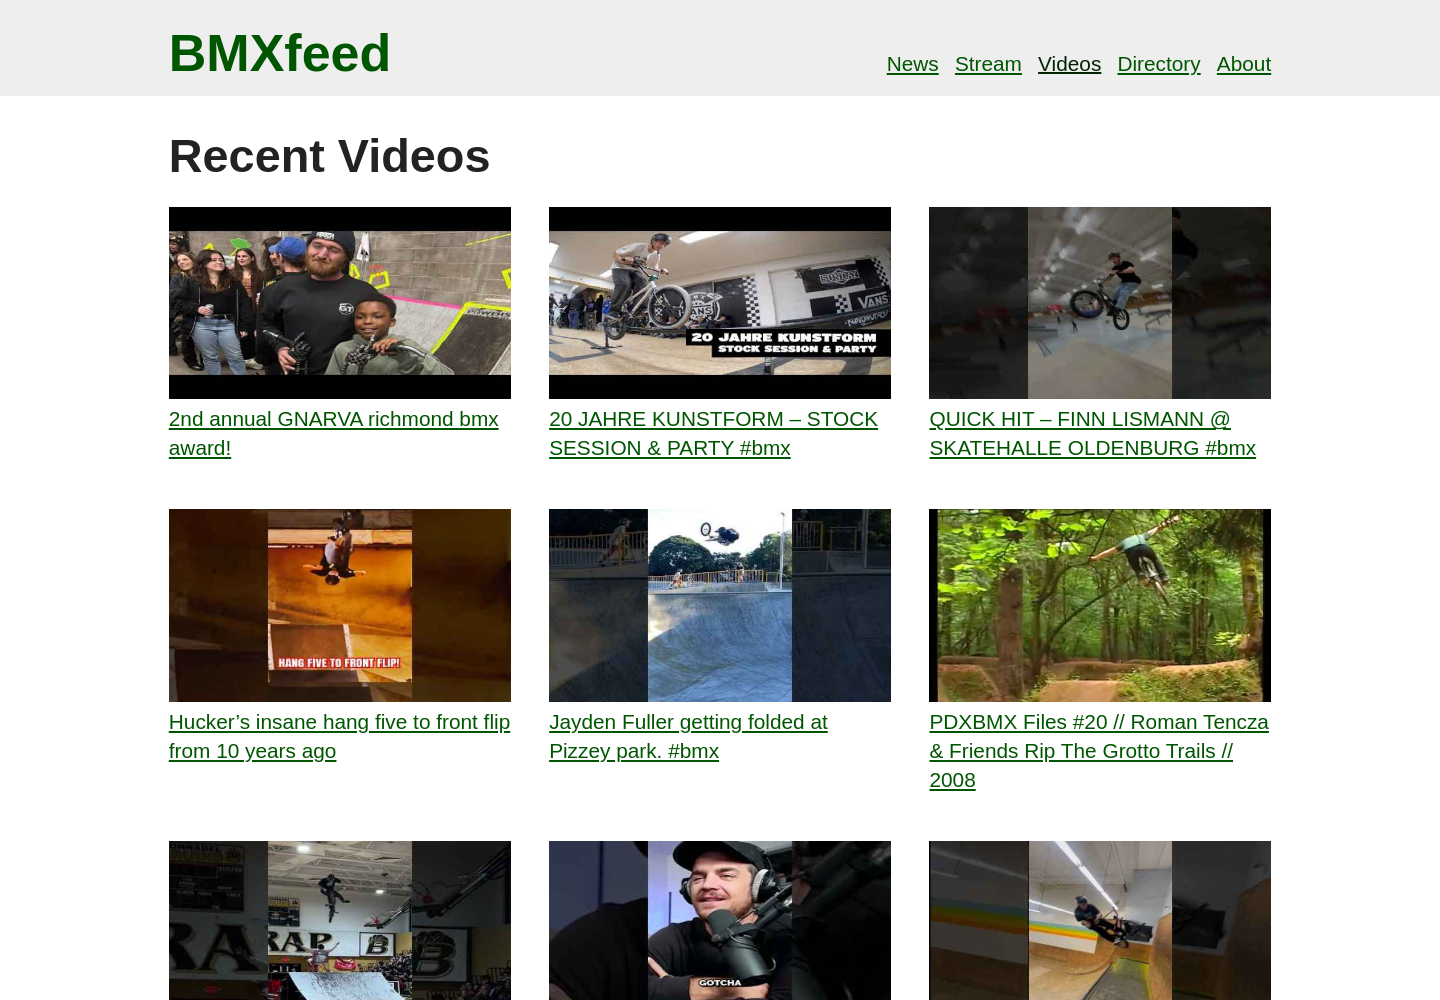 BMXfeed
News Stream Videos Directory About
Recent Videos
20 JAHRE KUNSTFORM
STOCK SESSION & PARTY
SUNDAY
VANS
2nd annual GNARVA richmond bmx
award!
20 JAHRE KUNSTFORM – STOCK
SESSION & PARTY #bmx
QUICK HIT – FINN LISMANN @
SKATEHALLE OLDENBURG #bmx
HANG FIVE TO FRONT FLIP!
Hucker’s insane hang five to front flip
from 10 years ago
Jayden Fuller getting folded at
Pizzey park. #bmx
PDXBMX Files #20 // Roman Tencza
& Friends Rip The Grotto Trails //
2008
RAP
B
GOTCHA